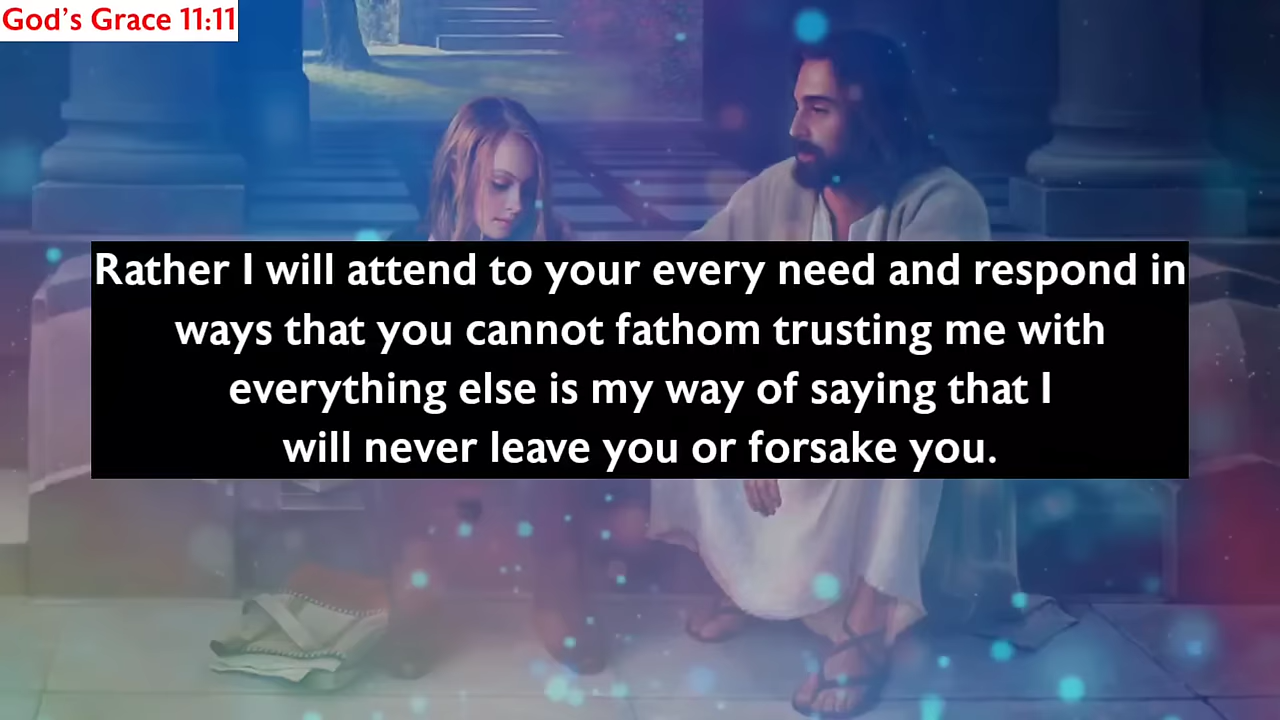 God's Grace 11:11
Rather I will attend to your every need and respond in
ways that you cannot fathom trusting me with
everything else is my way of saying that I
will never leave you or forsake you.